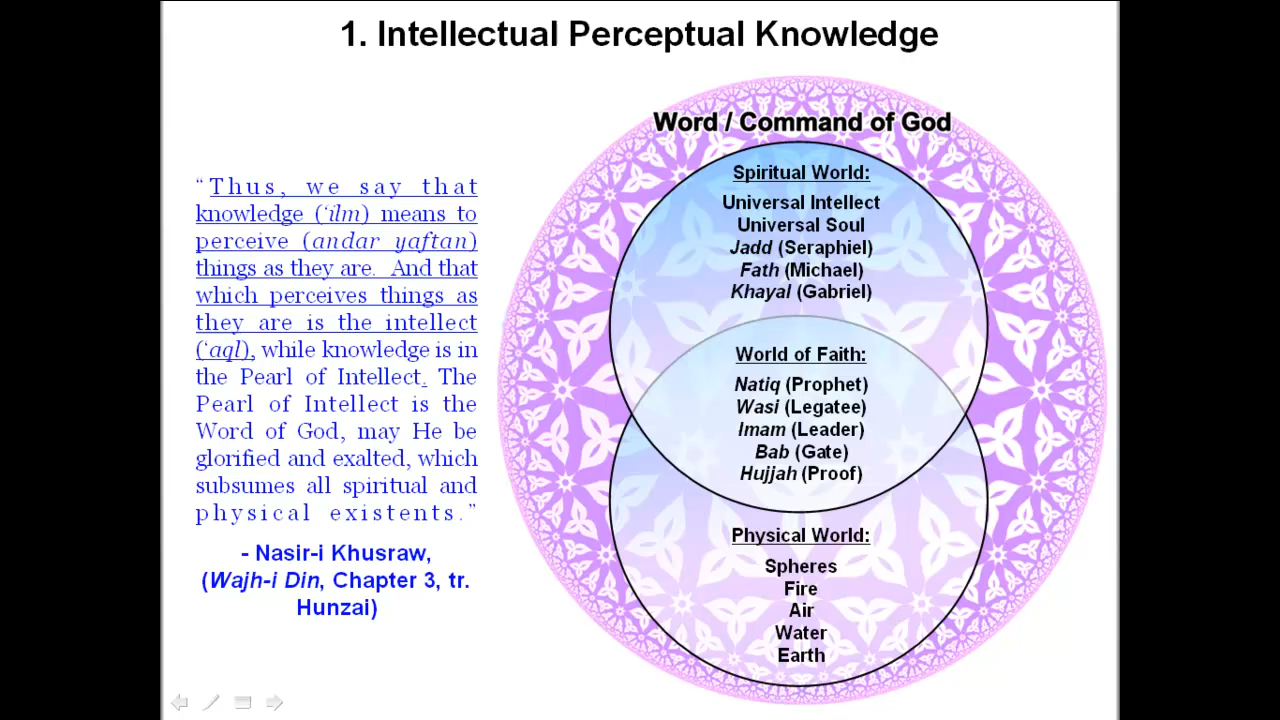 1. Intellectual Perceptual Knowledge
“Thus, we say that
knowledge (‘ilm) means to
perceive (andar yaftan)
things as they are. And that
which perceives things as
they are is the intellect
(‘aql), while knowledge is in
the Pearl of Intellect. The
Pearl of Intellect is the
Word of God, may He be
glorified and exalted, which
subsumes all spiritual and
physical existents.”
- Nasir-i Khusraw,
(Wajh-i Din, Chapter 3, tr.
Hunzai)
Word / Command of God
Spiritual World:
Universal Intellect
Universal Soul
Jadd (Seraphiel)
Fath (Michael)
Khayal (Gabriel)
World of Faith:
Natiq (Prophet)
Wasi (Legatee)
Imam (Leader)
Bab (Gate)
Hujjah (Proof)
Physical World:
Spheres
Fire
Air
Water
Earth